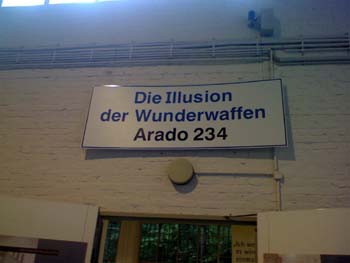 Die Illusion
der Wunderwaffen
Arado 234